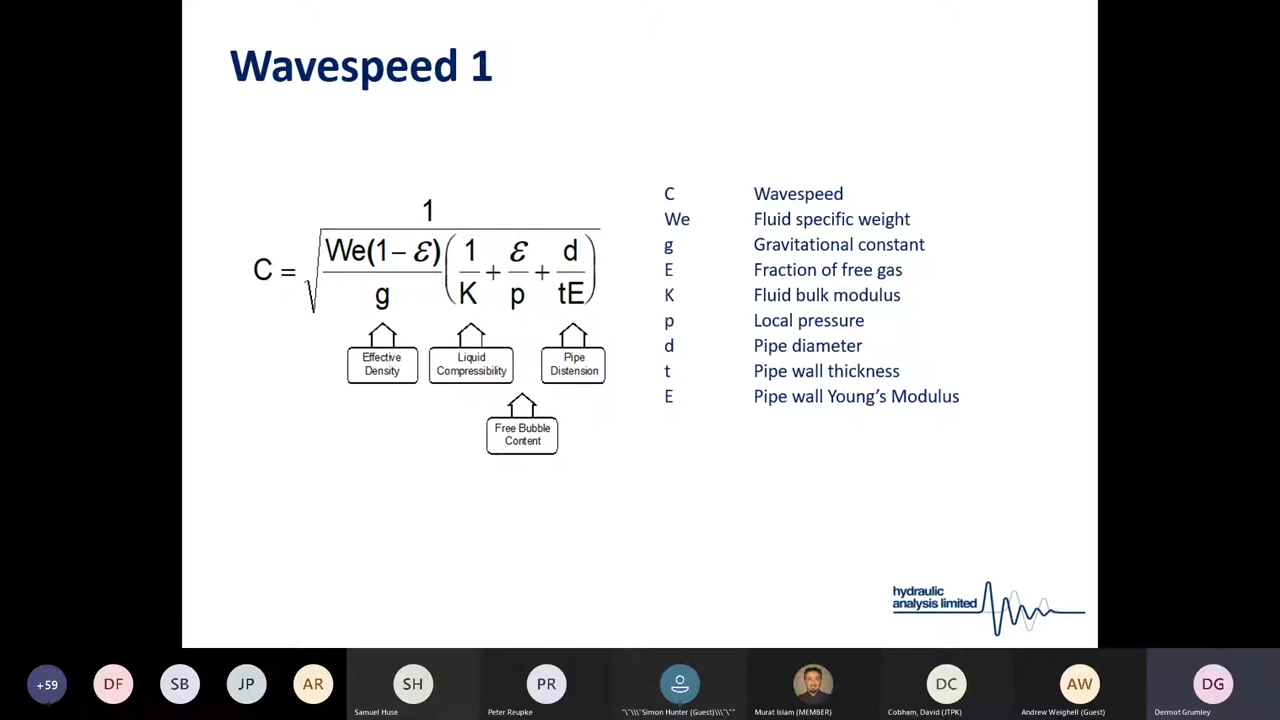 Wavespeed 1
C = 1 / √( We(1 – ε) / g ( 1/K + ε/p + d/tE ) )
Effective
Density
Liquid
Compressibility
Pipe
Distension
Free Bubble
Content
C Wavespeed
We Fluid specific weight
g Gravitational constant
E Fraction of free gas
K Fluid bulk modulus
p Local pressure
d Pipe diameter
t Pipe wall thickness
E Pipe wall Young's Modulus
hydraulic
analysis limited
+59 DF SB JP AR SH PR DC AW DG
Samuel Huse Peter Reupke "\"\\\"Simon Hunter (Guest)\\\"\"" Murat Islam (MEMBER) Cobham, David (JTPK) Andrew Weighell (Guest) Dermot Grumley